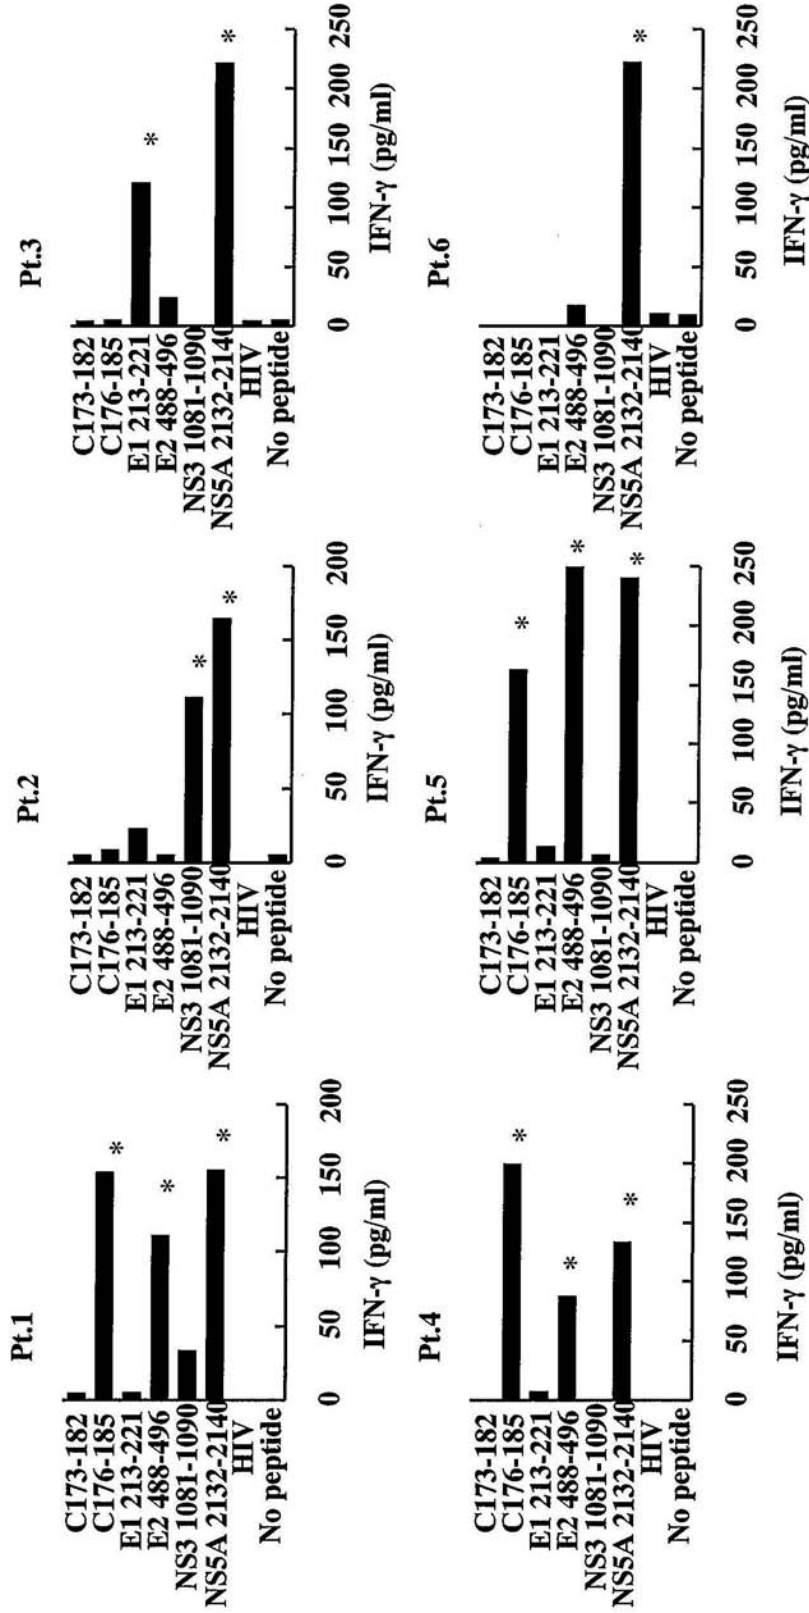 Pt.1
C173-182
C176-185
E1 213-221
E2 488-496
NS3 1081-1090
NS5A 2132-2140
HIV
No peptide
*
*
*
0 50 100 150 200
IFN-γ (pg/ml)
Pt.2
C173-182
C176-185
E1 213-221
E2 488-496
NS3 1081-1090
NS5A 2132-2140
HIV
No peptide
*
*
0 50 100 150 200
IFN-γ (pg/ml)
Pt.3
C173-182
C176-185
E1 213-221
E2 488-496
NS3 1081-1090
NS5A 2132-2140
HIV
No peptide
*
*
0 50 100 150 200 250
IFN-γ (pg/ml)
Pt.4
C173-182
C176-185
E1 213-221
E2 488-496
NS3 1081-1090
NS5A 2132-2140
HIV
No peptide
*
*
*
0 50 100 150 200 250
IFN-γ (pg/ml)
Pt.5
C173-182
C176-185
E1 213-221
E2 488-496
NS3 1081-1090
NS5A 2132-2140
HIV
No peptide
*
*
*
0 50 100 150 200 250
IFN-γ (pg/ml)
Pt.6
C173-182
C176-185
E1 213-221
E2 488-496
NS3 1081-1090
NS5A 2132-2140
HIV
No peptide
*
0 50 100 150 200 250
IFN-γ (pg/ml)